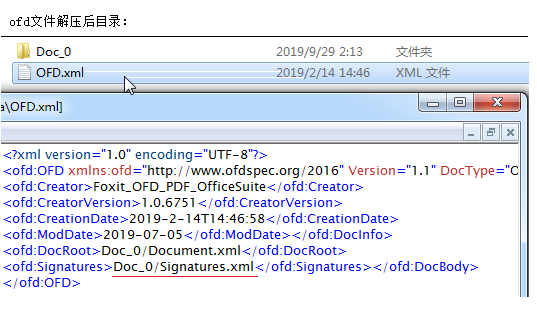 ofd文件解压后目录：
Doc_0 2019/9/29 2:13 文件夹
OFD.xml 2019/2/14 14:46 XML 文件
a\OFD.xml]
<?xml version="1.0" encoding="UTF-8"?>
<ofd:OFD xmlns:ofd="http://www.ofdspec.org/2016" Version="1.1" DocType="O
<ofd:Creator>Foxit_OFD_PDF_OfficeSuite</ofd:Creator>
<ofd:CreatorVersion>1.0.6751</ofd:CreatorVersion>
<ofd:CreationDate>2019-2-14T14:46:58</ofd:CreationDate>
<ofd:ModDate>2019-07-05</ofd:ModDate></ofd:DocInfo>
<ofd:DocRoot>Doc_0/Document.xml</ofd:DocRoot>
<ofd:Signatures>Doc_0/Signatures.xml</ofd:Signatures></ofd:DocBody>
</ofd:OFD>